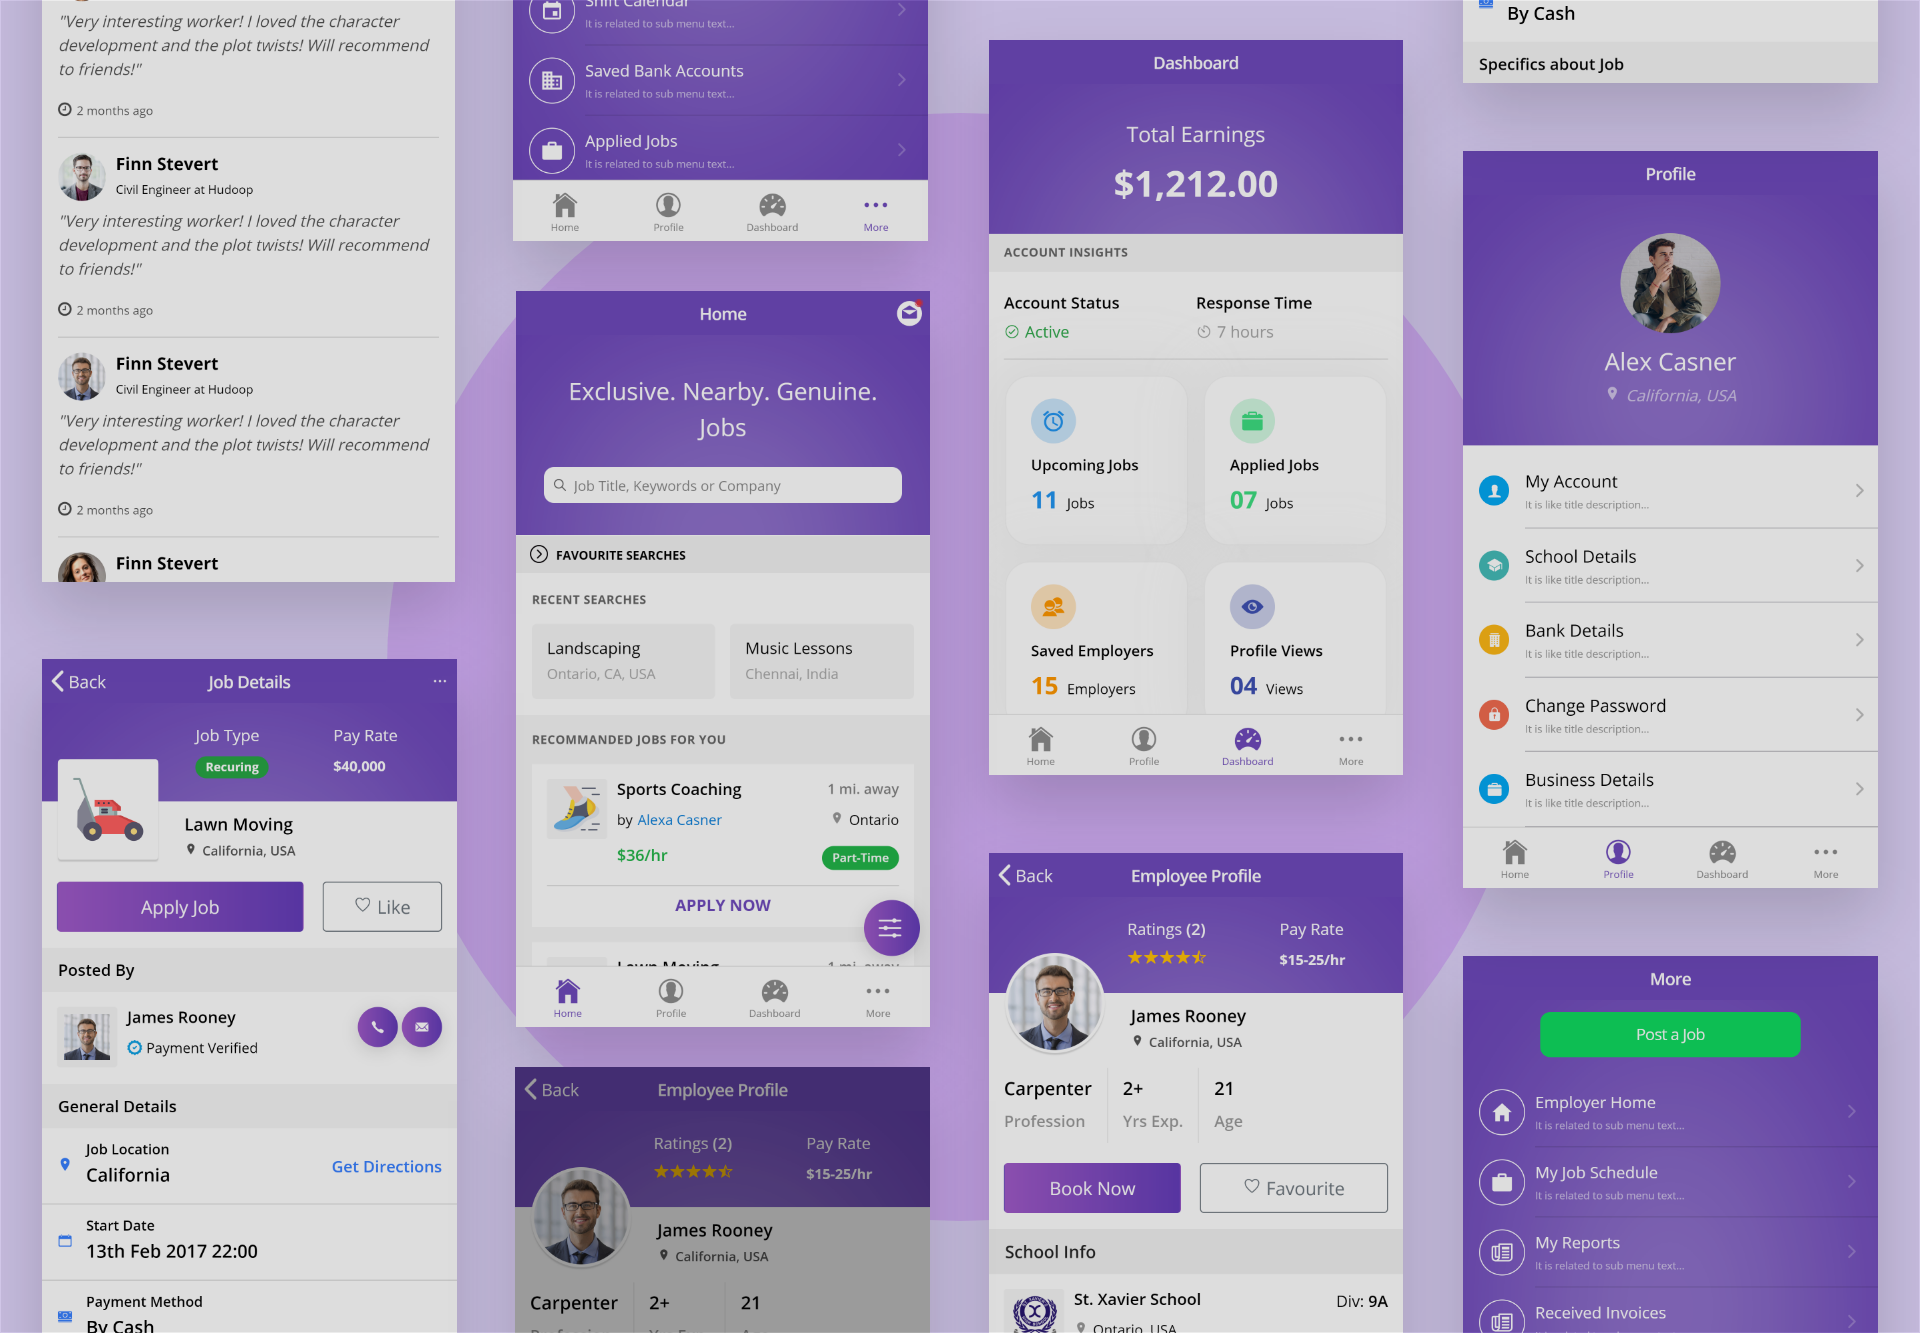 "Very interesting worker! I loved the character
development and the plot twists! Will recommend
to friends!"
2 months ago
Finn Stevert
Civil Engineer at Hudoop
"Very interesting worker! I loved the character
development and the plot twists! Will recommend
to friends!"
2 months ago
Finn Stevert
Civil Engineer at Hudoop
"Very interesting worker! I loved the character
development and the plot twists! Will recommend
to friends!"
2 months ago
Finn Stevert
Back
Job Details
Job Type
Pay Rate
Recuring
$40,000
Lawn Moving
California, USA
Apply Job
Like
Posted By
James Rooney
Payment Verified
General Details
Job Location
California
Get Directions
Start Date
13th Feb 2017 22:00
Payment Method
By Cash
Shift Calendar
It is related to sub menu text...
Saved Bank Accounts
It is related to sub menu text...
Applied Jobs
It is related to sub menu text...
Home
Profile
Dashboard
More
Home
Exclusive. Nearby. Genuine.
Jobs
Job Title, Keywords or Company
FAVOURITE SEARCHES
RECENT SEARCHES
Landscaping
Ontario, CA, USA
Music Lessons
Chennai, India
RECOMMANDED JOBS FOR YOU
Sports Coaching
1 mi. away
by Alexa Casner
Ontario
$36/hr
Part-Time
APPLY NOW
Lawn Moving
1 mi. away
Home
Profile
Dashboard
More
Back
Employee Profile
Ratings (2)
Pay Rate
$15-25/hr
James Rooney
California, USA
Carpenter
2+
21
Dashboard
Total Earnings
$1,212.00
ACCOUNT INSIGHTS
Account Status
Response Time
Active
7 hours
Upcoming Jobs
11 Jobs
Applied Jobs
07 Jobs
Saved Employers
15 Employers
Profile Views
04 Views
Home
Profile
Dashboard
More
Back
Employee Profile
Ratings (2)
Pay Rate
$15-25/hr
James Rooney
California, USA
Carpenter
2+
21
Profession
Yrs Exp.
Age
Book Now
Favourite
School Info
St. Xavier School
Div: 9A
Ontario, USA
By Cash
Specifics about Job
Profile
Alex Casner
California, USA
My Account
It is like title description...
School Details
It is like title description...
Bank Details
It is like title description...
Change Password
It is like title description...
Business Details
It is like title description...
Home
Profile
Dashboard
More
More
Post a Job
Employer Home
It is related to sub menu text...
My Job Schedule
It is related to sub menu text...
My Reports
It is related to sub menu text...
Received Invoices